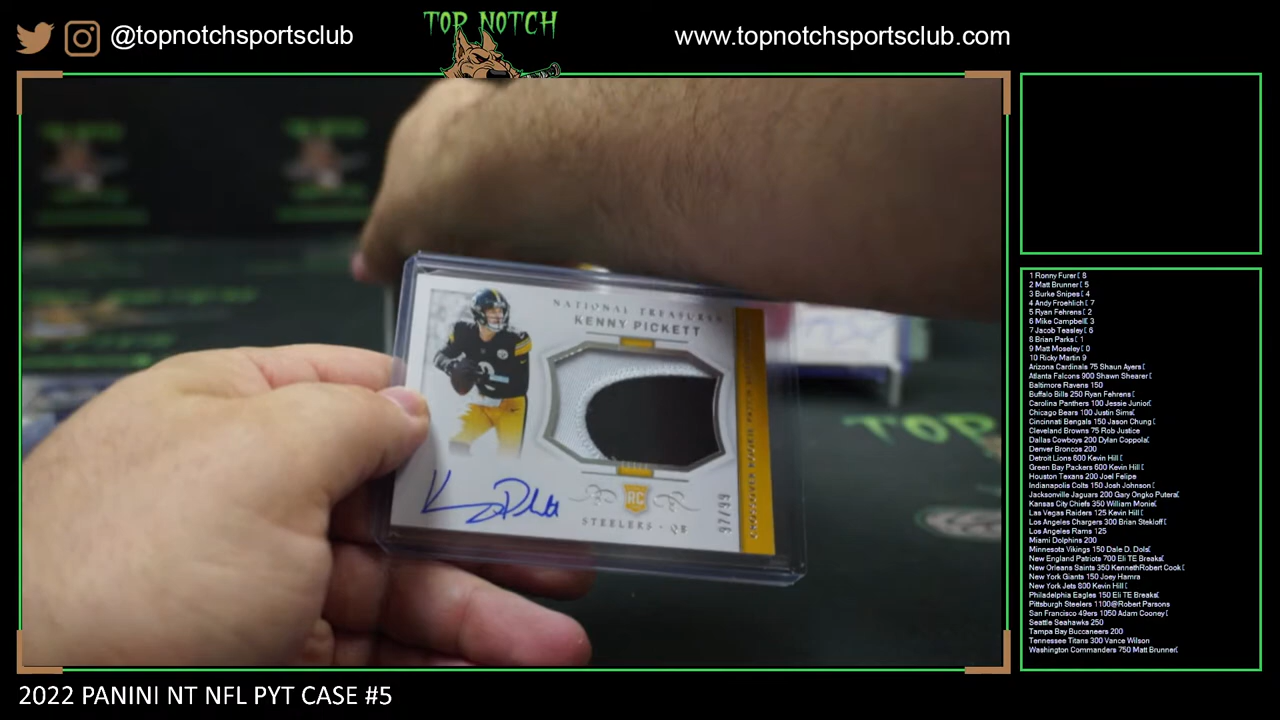 @topnotchsportsclub
TOP NOTCH
www.topnotchsportsclub.com
NATIONAL TREASURES
KENNY PICKETT
RC
STEELERS • QB
97/99
TOP
1 Ronny Furer[ 8
2 Matt Brunner[ 5
3 Burke Snipes[ 4
4 Andy Froehlich[ 7
5 Ryan Fehrens[ 2
6 Mike Campbell[ 3
7 Jacob Teasley[ 6
8 Brian Parks[ 1
9 Matt Moseley[ 0
10 Ricky Martin 9
Arizona Cardinals 75 Shaun Ayers[
Atlanta Falcons 900 Shawn Shearer[
Baltimore Ravens 150
Buffalo Bills 250 Ryan Fehrens[
Carolina Panthers 100 Jessie Junior[
Chicago Bears 100 Justin Sims[
Cincinnati Bengals 150 Jason Chung[
Cleveland Browns 75 Rob Justice
Dallas Cowboys 200 Dylan Coppola[
Denver Broncos 200
Detroit Lions 600 Kevin Hill[
Green Bay Packers 600 Kevin Hill[
Houston Texans 200 Joel Felipe
Indianapolis Colts 150 Josh Johnson[
Jacksonville Jaguars 200 Gary Ongko Putera[
Kansas City Chiefs 350 William Moniel[
Las Vegas Raiders 125 Kevin Hill[
Los Angeles Chargers 300 Brian Stekloff[
Los Angeles Rams 125
Miami Dolphins 200
Minnesota Vikings 150 Dale D. Dols[
New England Patriots 700 Eli TE Breaks[
New Orleans Saints 350 KennethRobert Cook[
New York Giants 150 Joey Hamra
New York Jets 800 Kevin Hill[
Philadelphia Eagles 150 Eli TE Breaks[
Pittsburgh Steelers 1100@Robert Parsons
San Francisco 49ers 1050 Adam Cooney[
Seattle Seahawks 250
Tampa Bay Buccaneers 200
Tennessee Titans 300 Vance Wilson
Washington Commanders 750 Matt Brunner[
2022 PANINI NT NFL PYT CASE #5